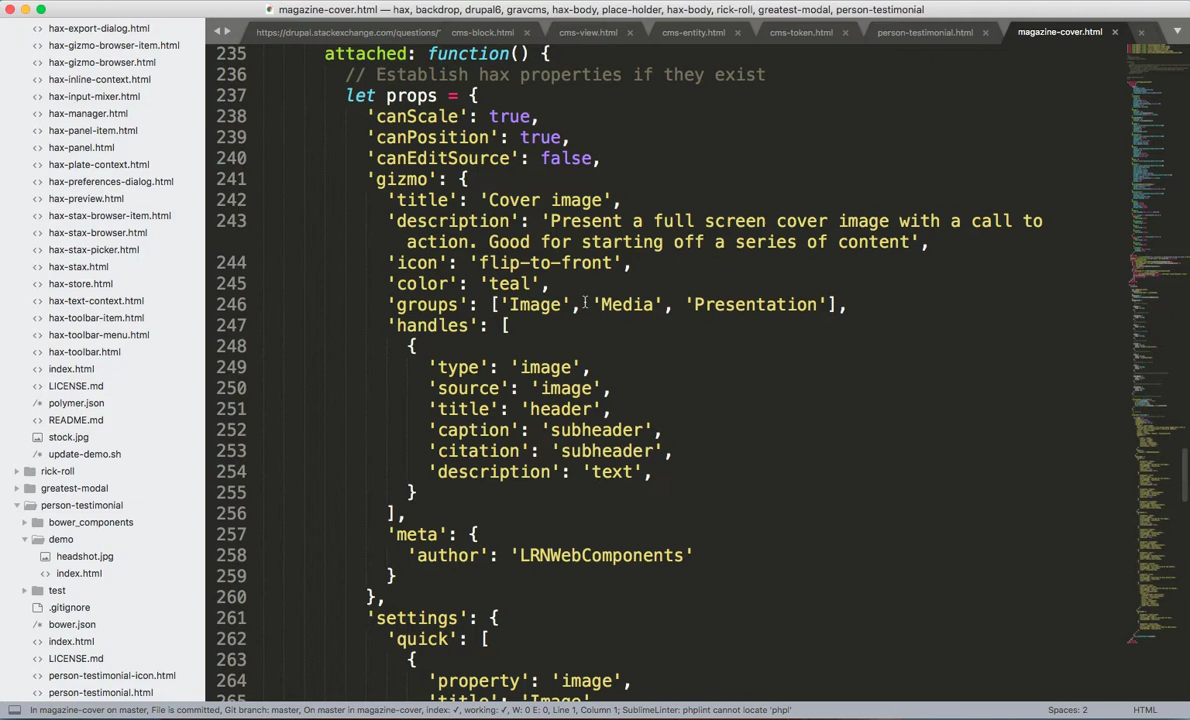 magazine-cover.html — hax, backdrop, drupal6, gravcms, hax-body, place-holder, hax-body, rick-roll, greatest-modal, person-testimonial
https://drupal.stackexchange.com/questions/
cms-block.html
cms-view.html
cms-entity.html
cms-token.html
person-testimonial.html
magazine-cover.html
hax-export-dialog.html
hax-gizmo-browser-item.html
hax-gizmo-browser.html
hax-inline-context.html
hax-input-mixer.html
hax-manager.html
hax-panel-item.html
hax-panel.html
hax-plate-context.html
hax-preferences-dialog.html
hax-preview.html
hax-stax-browser-item.html
hax-stax-browser.html
hax-stax-picker.html
hax-stax.html
hax-store.html
hax-text-context.html
hax-toolbar-item.html
hax-toolbar-menu.html
hax-toolbar.html
index.html
LICENSE.md
polymer.json
README.md
stock.jpg
update-demo.sh
rick-roll
greatest-modal
person-testimonial
bower_components
demo
headshot.jpg
index.html
test
.gitignore
bower.json
index.html
LICENSE.md
person-testimonial-icon.html
person-testimonial.html
235 attached: function() {
236 // Establish hax properties if they exist
237 let props = {
238 'canScale': true,
239 'canPosition': true,
240 'canEditSource': false,
241 'gizmo': {
242 'title': 'Cover image',
243 'description': 'Present a full screen cover image with a call to
action. Good for starting off a series of content',
244 'icon': 'flip-to-front',
245 'color': 'teal',
246 'groups': ['Image', 'Media', 'Presentation'],
247 'handles': [
248 {
249 'type': 'image',
250 'source': 'image',
251 'title': 'header',
252 'caption': 'subheader',
253 'citation': 'subheader',
254 'description': 'text',
255 }
256 ],
257 'meta': {
258 'author': 'LRNWebComponents'
259 }
260 },
261 'settings': {
262 'quick': [
263 {
264 'property': 'image',
265 'title': 'Image'
In magazine-cover on master, File is committed, Git branch: master, On master in magazine-cover, index: ✓, working: ✓, W: 0 E: 0, Line 1, Column 1; SublimeLinter: phplint cannot locate 'php!'
Spaces: 2
HTML